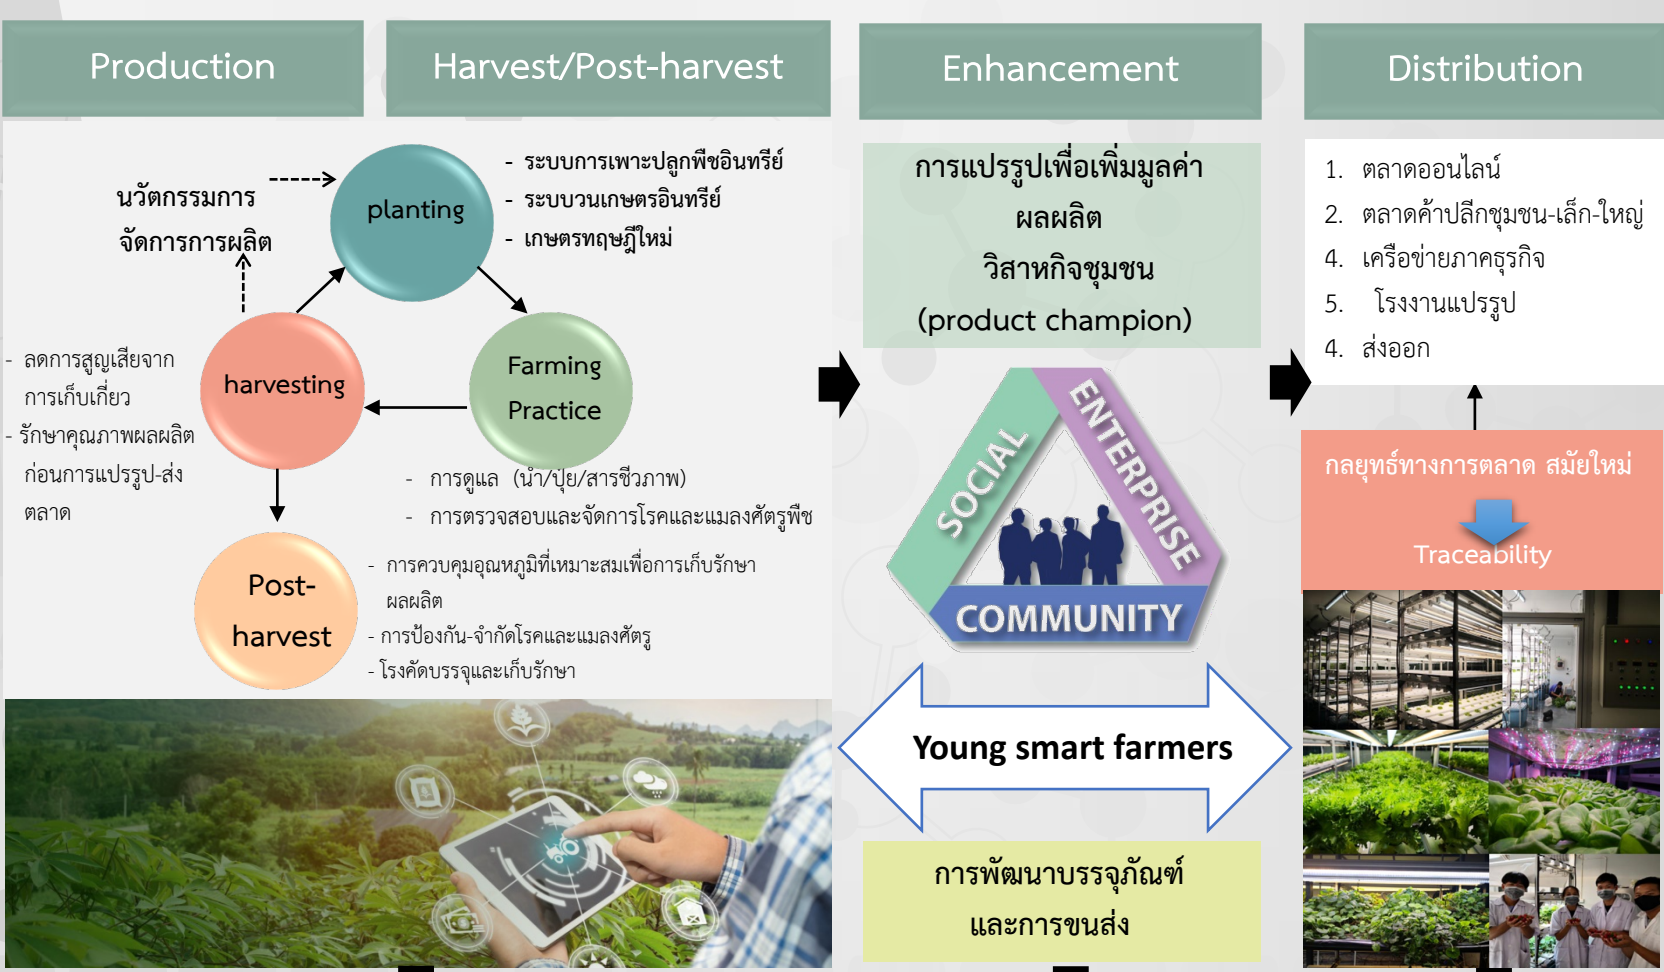 Production
Harvest/Post-harvest
Enhancement
Distribution
นวัตกรรมการ
จัดการการผลิต
planting
- ระบบการเพาะปลูกพืชอินทรีย์
- ระบบวนเกษตรอินทรีย์
- เกษตรทฤษฎีใหม่
harvesting
Farming
Practice
- ลดการสูญเสียจาก
การเก็บเกี่ยว
- รักษาคุณภาพผลผลิต
ก่อนการแปรรูป-ส่ง
ตลาด
- การดูแล (น้ำ/ปุ๋ย/สารชีวภาพ)
- การตรวจสอบและจัดการโรคและแมลงศัตรูพืช
Post-
harvest
- การควบคุมอุณหภูมิที่เหมาะสมเพื่อการเก็บรักษา
ผลผลิต
- การป้องกัน-จำกัดโรคและแมลงศัตรู
- โรงคัดบรรจุและเก็บรักษา
การแปรรูปเพื่อเพิ่มมูลค่า
ผลผลิต
วิสาหกิจชุมชน
(product champion)
SOCIAL
ENTERPRISE
COMMUNITY
Young smart farmers
การพัฒนาบรรจุภัณฑ์
และการขนส่ง
1. ตลาดออนไลน์
2. ตลาดค้าปลีกชุมชน-เล็ก-ใหญ่
4. เครือข่ายภาคธุรกิจ
5. โรงงานแปรรูป
4. ส่งออก
กลยุทธ์ทางการตลาด สมัยใหม่
Traceability